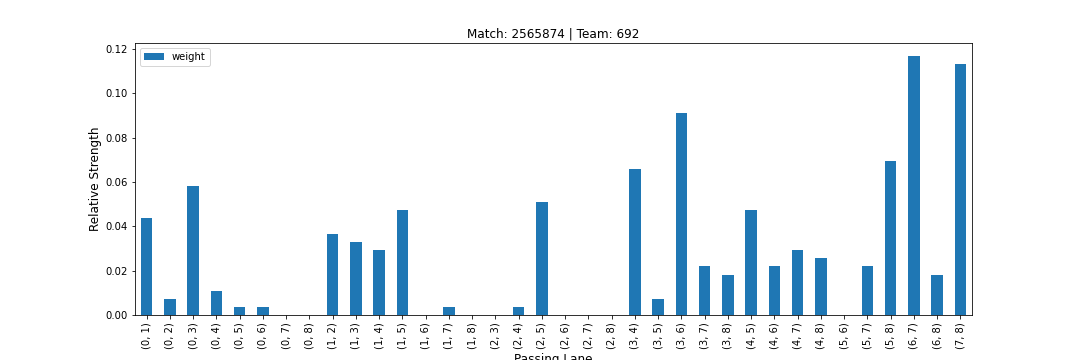 Match: 2565874 | Team: 692
weight
0.12
0.10
0.08
0.06
0.04
0.02
0.00
Relative Strength
(0, 1) (0, 2) (0, 3) (0, 4) (0, 5) (0, 6) (0, 7) (0, 8) (1, 2) (1, 3) (1, 4) (1, 5) (1, 6) (1, 7) (1, 8) (2, 3) (2, 4) (2, 5) (2, 6) (2, 7) (2, 8) (3, 4) (3, 5) (3, 6) (3, 7) (3, 8) (4, 5) (4, 6) (4, 7) (4, 8) (5, 6) (5, 7) (5, 8) (6, 7) (6, 8) (7, 8)
Passing Lane